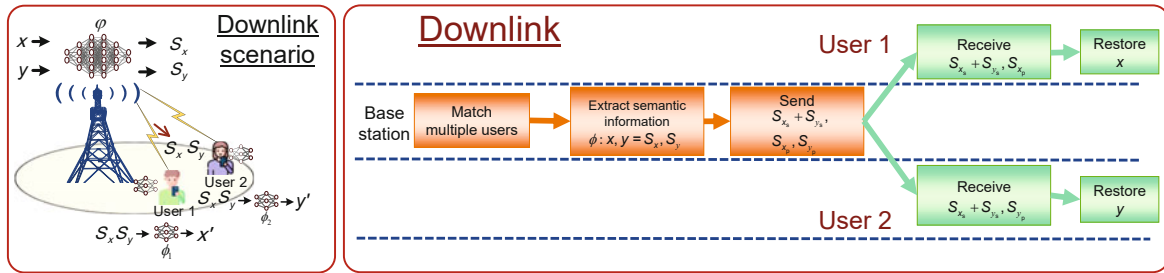 φ
Downlink
scenario
x
S_x
y
S_y
S_x S_y
User 2
User 1
S_x S_y
ϕ_2
y'
S_x S_y
ϕ_1
x'
Downlink
User 1
Receive
S_{x_s} + S_{y_s}, S_{x_p}
Restore
x
Base
station
Match
multiple users
Extract semantic
information
ϕ : x, y = S_x, S_y
Send
S_{x_s} + S_{y_s},
S_{x_p}, S_{y_p}
User 2
Receive
S_{x_s} + S_{y_s}, S_{y_p}
Restore
y